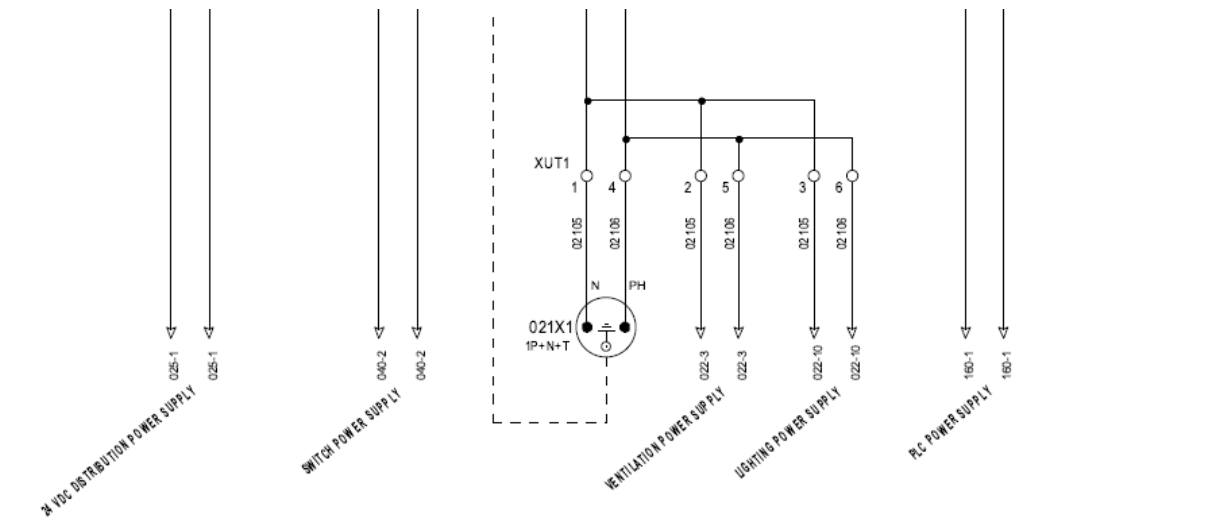 XUT1
1 4 2 5 3 6
02105 02106 02105 02106 02105 02106
N PH
021X1
1P+N+T
025-1 025-1 040-2 040-2 022-3 022-3 022-10 022-10 160-1 160-1
24 VDC DISTRIBUTION POWER SUPPLY
SWITCH POWER SUPPLY
VENTILATION POWER SUPPLY
LIGHTING POWER SUPPLY
PLC POWER SUPPLY